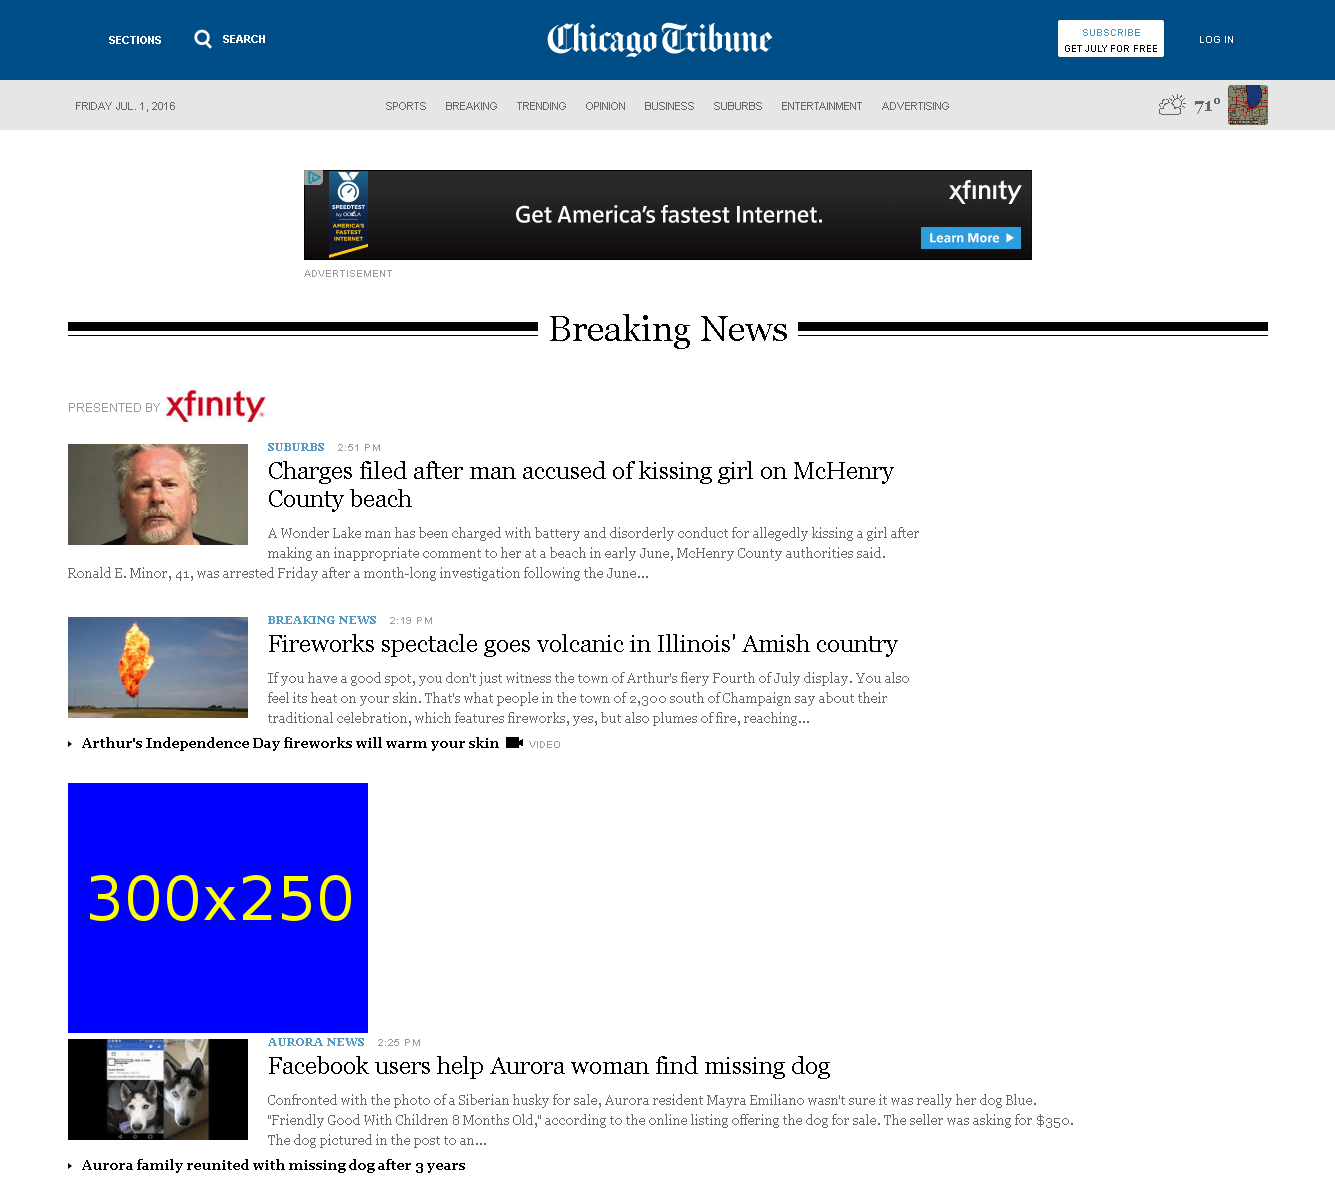 SECTIONS
SEARCH
Chicago Tribune
SUBSCRIBE
GET JULY FOR FREE
LOG IN
FRIDAY JUL. 1, 2016
SPORTS BREAKING TRENDING OPINION BUSINESS SUBURBS ENTERTAINMENT ADVERTISING
71°
SPEEDTEST
by OOKLA
AMERICA'S
FASTEST
INTERNET
Get America's fastest Internet.
xfinity
Learn More
ADVERTISEMENT
Breaking News
PRESENTED BY xfinity
SUBURBS 2:51 PM
Charges filed after man accused of kissing girl on McHenry
County beach
A Wonder Lake man has been charged with battery and disorderly conduct for allegedly kissing a girl after
making an inappropriate comment to her at a beach in early June, McHenry County authorities said.
Ronald E. Minor, 41, was arrested Friday after a month-long investigation following the June...
BREAKING NEWS 2:19 PM
Fireworks spectacle goes volcanic in Illinois' Amish country
If you have a good spot, you don't just witness the town of Arthur's fiery Fourth of July display. You also
feel its heat on your skin. That's what people in the town of 2,300 south of Champaign say about their
traditional celebration, which features fireworks, yes, but also plumes of fire, reaching...
Arthur's Independence Day fireworks will warm your skin VIDEO
300x250
AURORA NEWS 2:25 PM
Facebook users help Aurora woman find missing dog
Confronted with the photo of a Siberian husky for sale, Aurora resident Mayra Emiliano wasn't sure it was really her dog Blue.
"Friendly Good With Children 8 Months Old," according to the online listing offering the dog for sale. The seller was asking for $350.
The dog pictured in the post to an...
Aurora family reunited with missing dog after 3 years